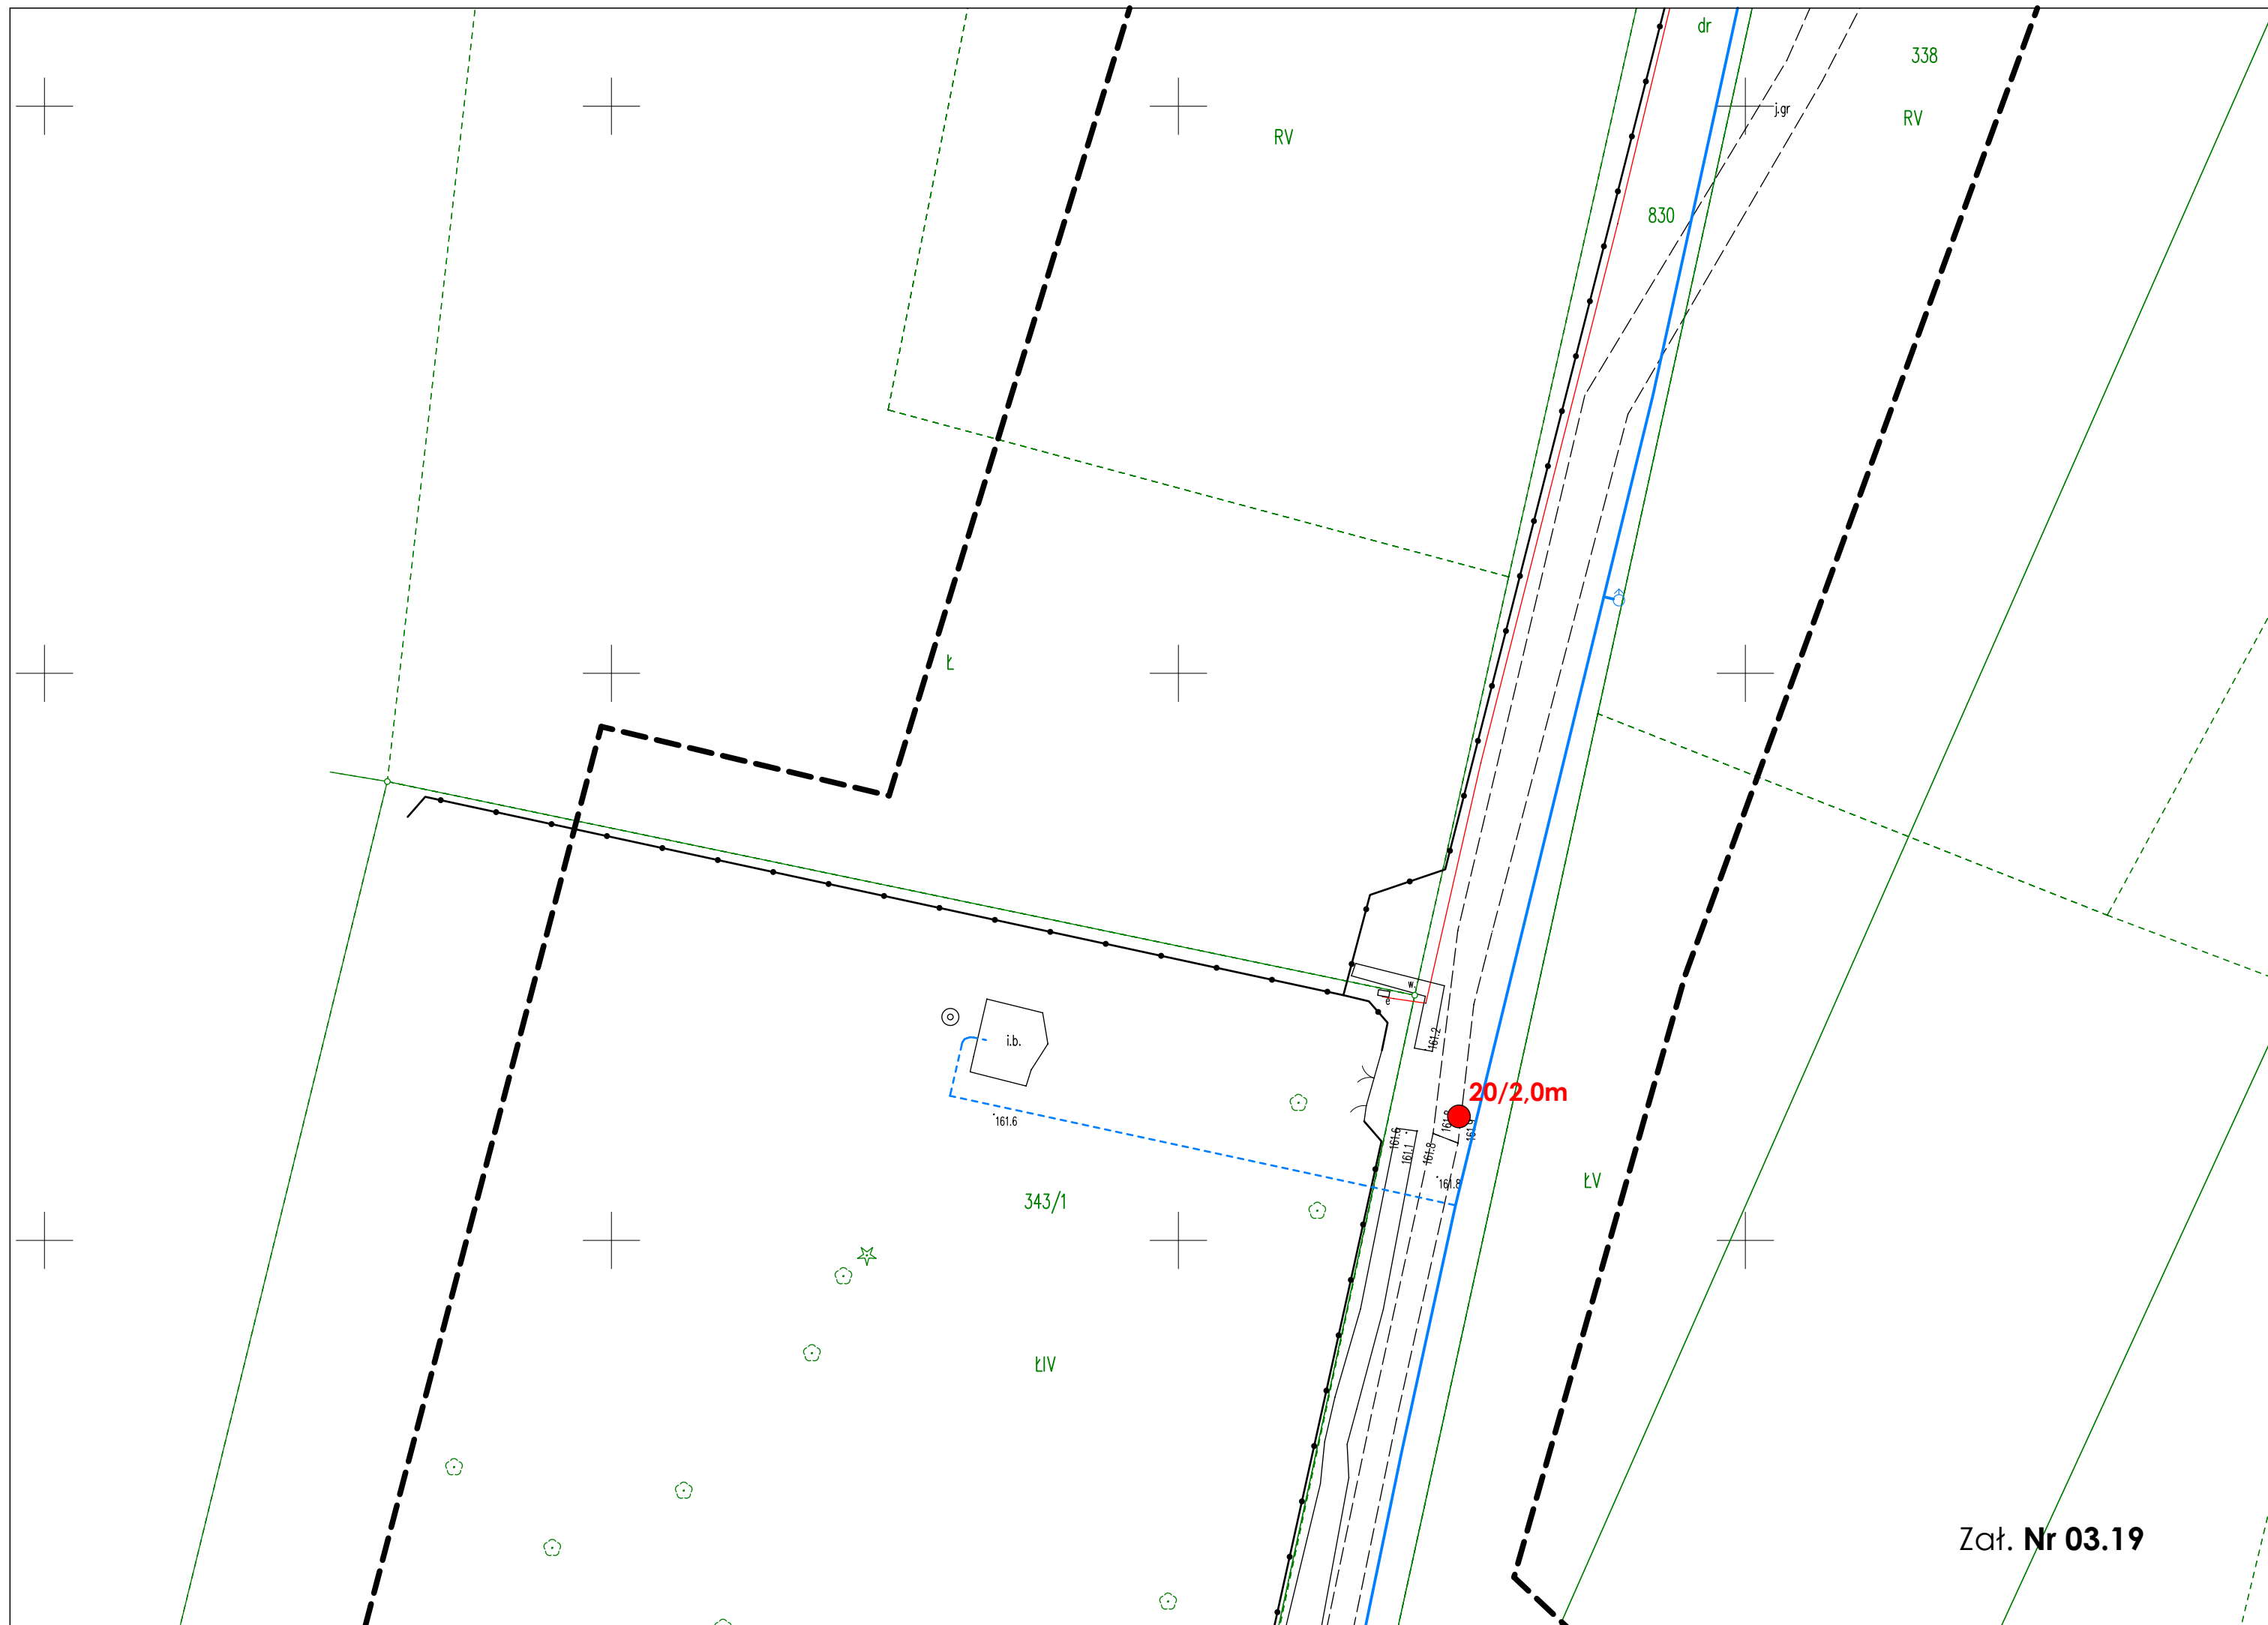 dr
338
j.gr
RV
RV
830
Ł
w.
e
161.2
i.b.
20/2,0m
161.6
161.6
161.1
161.8
161.8
343/1
ŁV
ŁIV
Zał. Nr 03.19